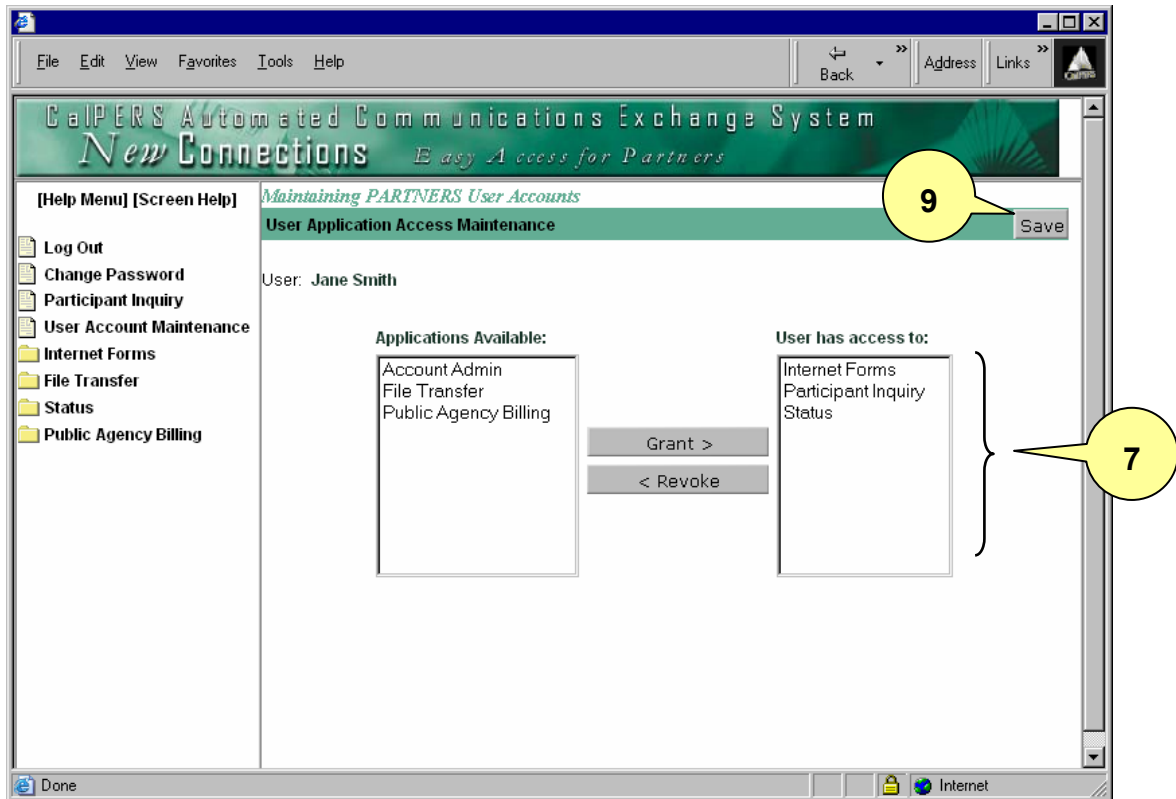 File Edit View Favorites Tools Help Back » Address Links »
CalPERS
CalPERS Automated Communications Exchange System
New Connections Easy Access for Partners
[Help Menu] [Screen Help]
Log Out
Change Password
Participant Inquiry
User Account Maintenance
Internet Forms
File Transfer
Status
Public Agency Billing
Maintaining PARTNERS User Accounts
9
User Application Access Maintenance Save
User: Jane Smith
Applications Available:
Account Admin
File Transfer
Public Agency Billing
Grant >
< Revoke
User has access to:
Internet Forms
Participant Inquiry
Status
7
Done Internet